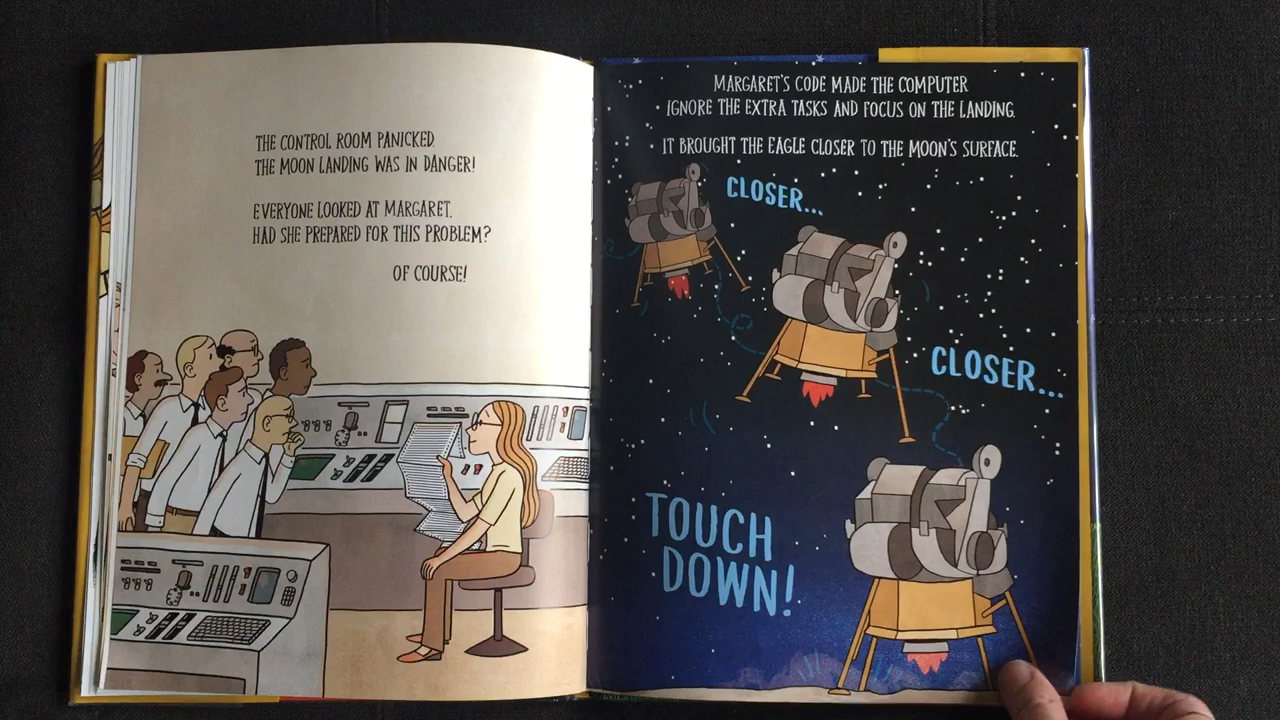 THE CONTROL ROOM PANICKED.
THE MOON LANDING WAS IN DANGER!
EVERYONE LOOKED AT MARGARET.
HAD SHE PREPARED FOR THIS PROBLEM?
OF COURSE!
MARGARET'S CODE MADE THE COMPUTER
IGNORE THE EXTRA TASKS AND FOCUS ON THE LANDING.
IT BROUGHT THE EAGLE CLOSER TO THE MOON'S SURFACE.
CLOSER...
CLOSER...
TOUCH
DOWN!